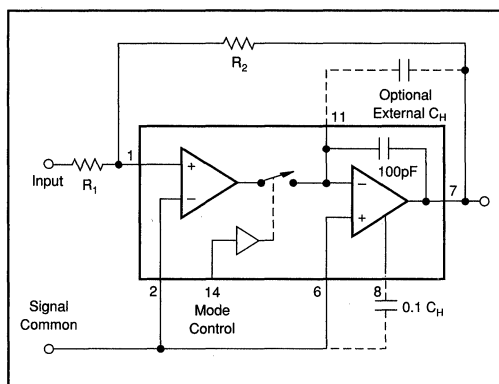 R2
Optional
External CH
11
1
+
100pF
7
Input
R1
−
−
+
2
14
6
8
Mode
Control
0.1 CH
Signal
Common